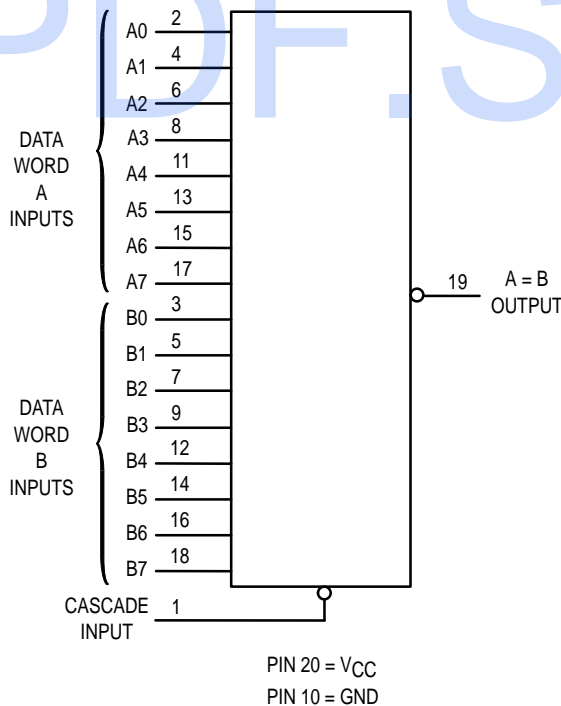 PDF.S
A0 2
A1 4
A2 6
A3 8
A4 11
A5 13
A6 15
A7 17
DATA
WORD
A
INPUTS
B0 3
B1 5
B2 7
B3 9
B4 12
B5 14
B6 16
B7 18
DATA
WORD
B
INPUTS
CASCADE
INPUT
1
19
A = B
OUTPUT
PIN 20 = VCC
PIN 10 = GND